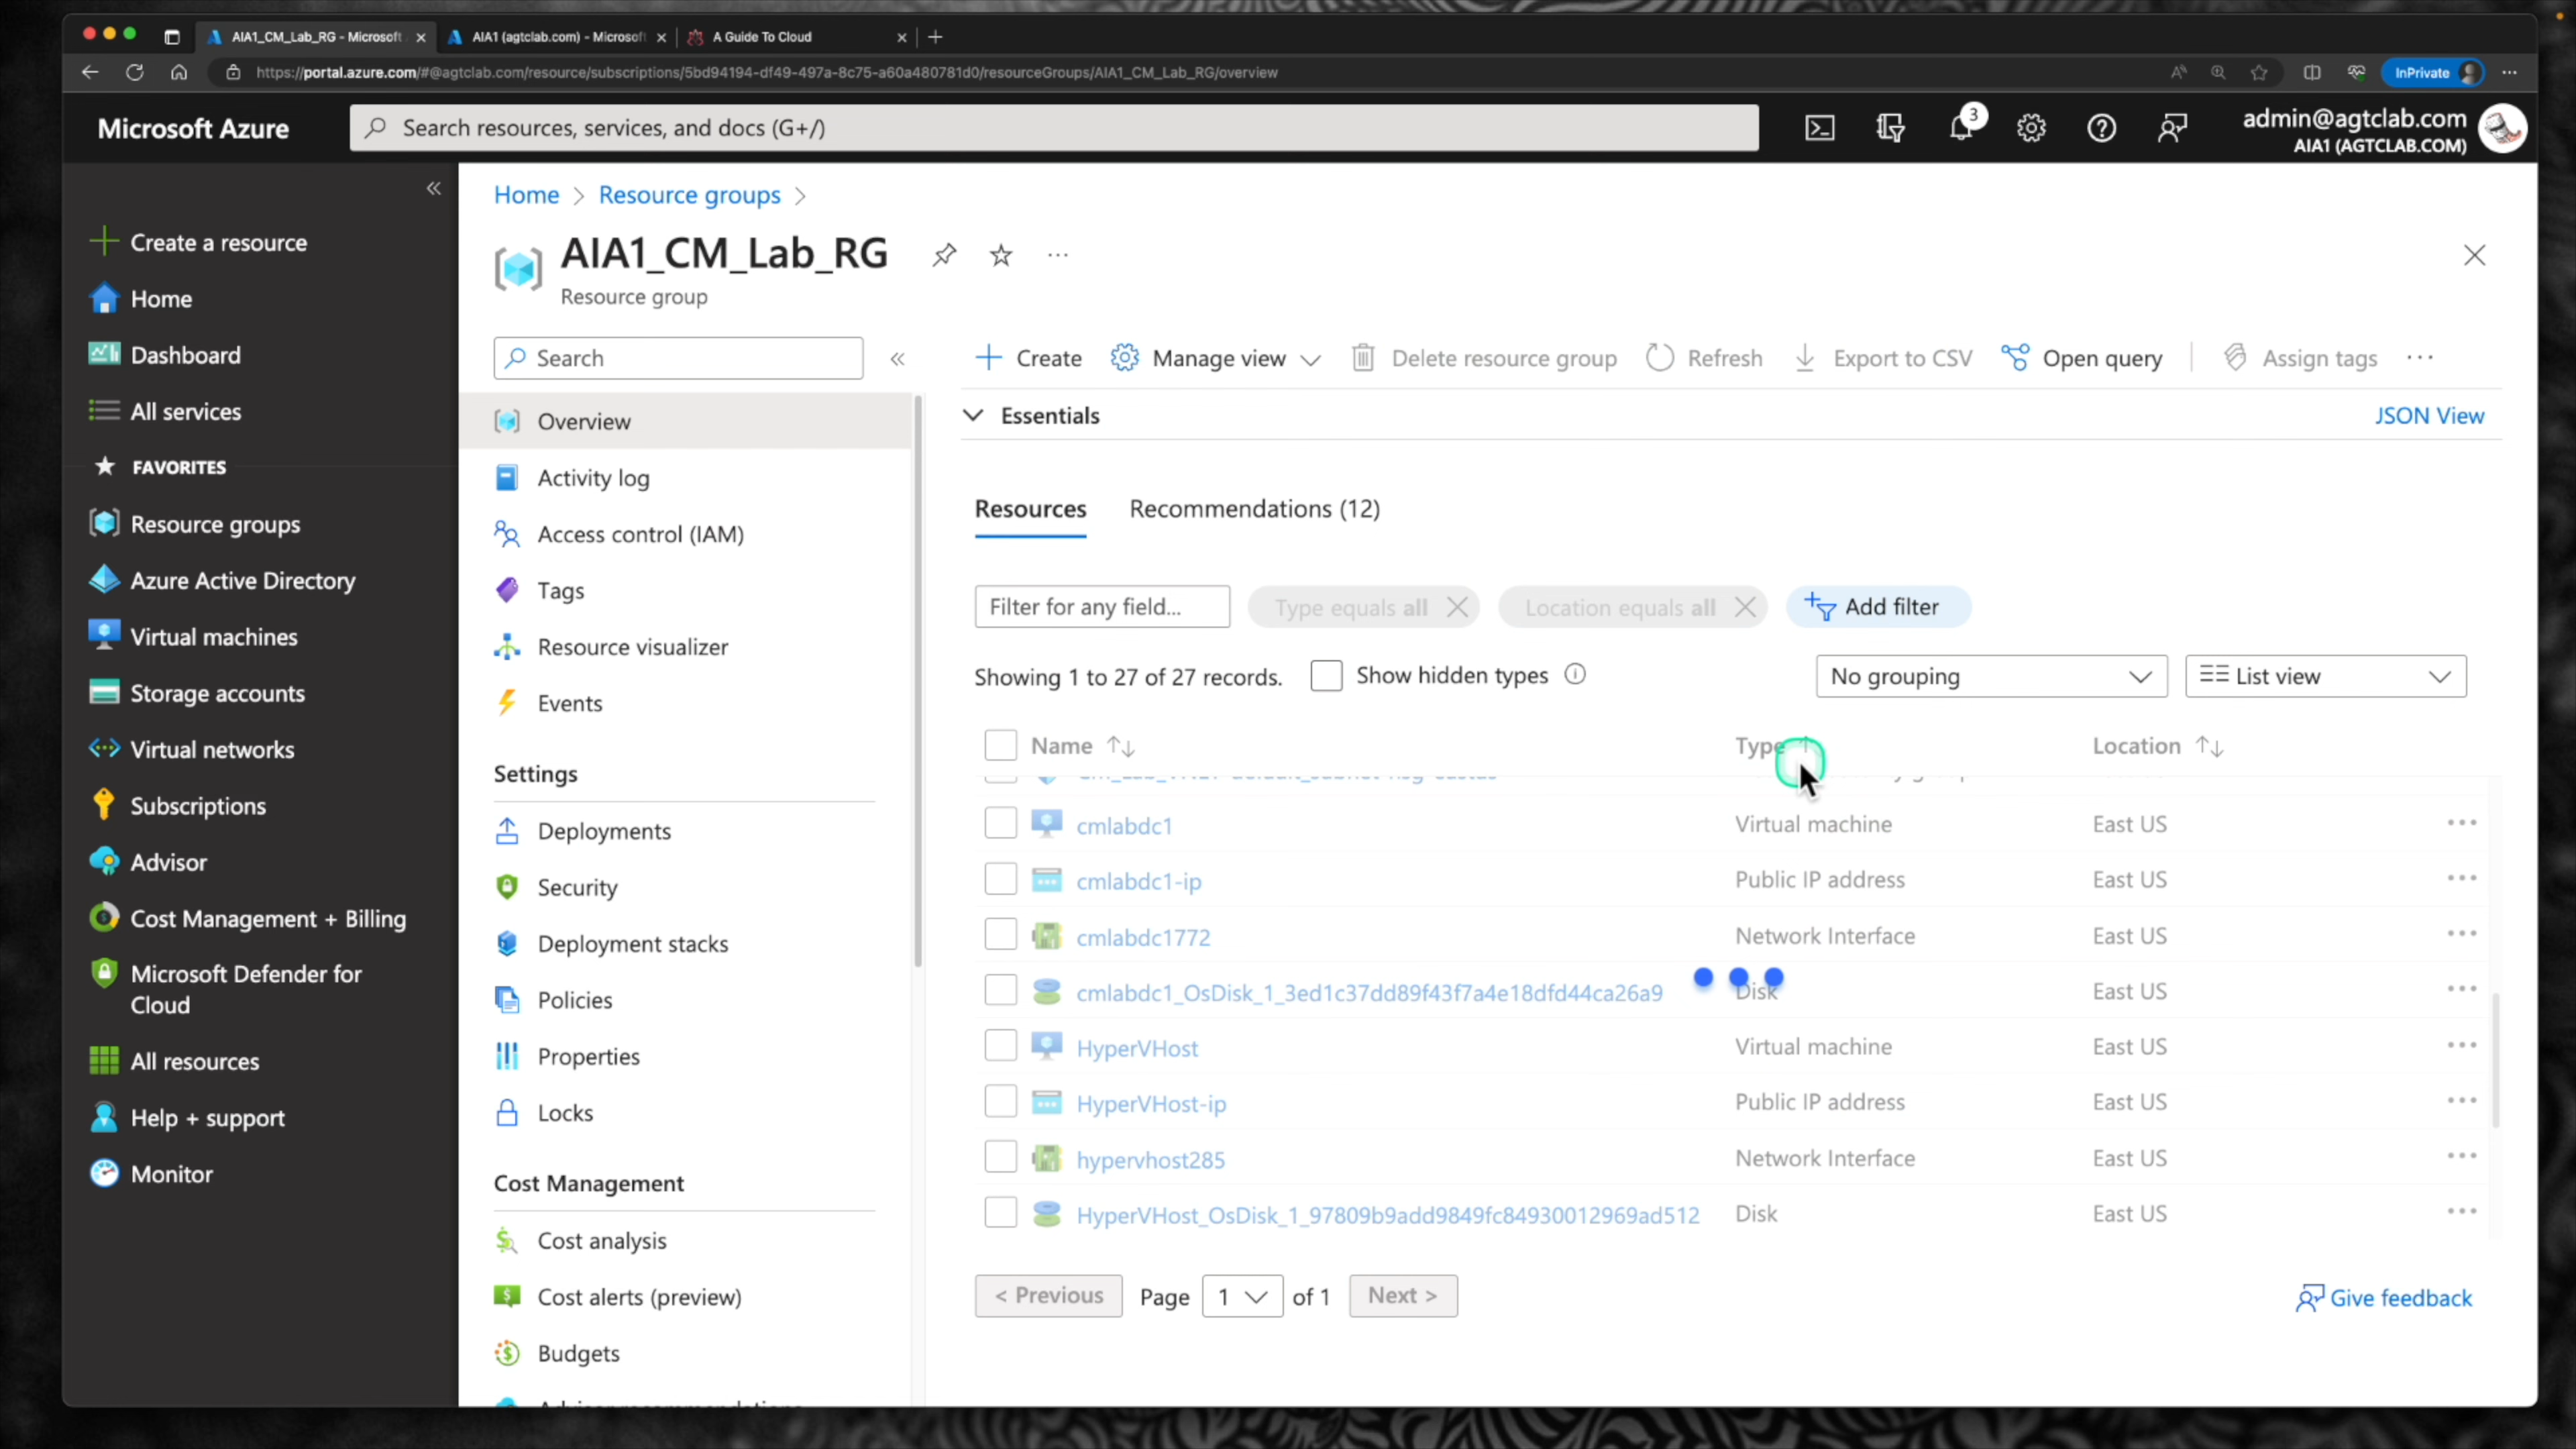 AIA1_CM_Lab_RG - Microsoft
AIA1 (agtclab.com) - Microsoft
A Guide To Cloud
https://portal.azure.com/#@agtclab.com/resource/subscriptions/5bd94194-df49-497a-8c75-a60a480781d0/resourceGroups/AIA1_CM_Lab_RG/overview
InPrivate
Microsoft Azure
Search resources, services, and docs (G+/)
3
admin@agtclab.com
AIA1 (AGTCLAB.COM)
Create a resource
Home
Dashboard
All services
FAVORITES
Resource groups
Azure Active Directory
Virtual machines
Storage accounts
Virtual networks
Subscriptions
Advisor
Cost Management + Billing
Microsoft Defender for
Cloud
All resources
Help + support
Monitor
Home > Resource groups >
AIA1_CM_Lab_RG
Resource group
Search
Overview
Activity log
Access control (IAM)
Tags
Resource visualizer
Events
Settings
Deployments
Security
Deployment stacks
Policies
Properties
Locks
Cost Management
Cost analysis
Cost alerts (preview)
Budgets
Create Manage view Delete resource group Refresh Export to CSV Open query Assign tags
Essentials
JSON View
Resources Recommendations (12)
Filter for any field... Type equals all Location equals all Add filter
Showing 1 to 27 of 27 records. Show hidden types No grouping List view
Name Type Location
cmlabdc1 Virtual machine East US
cmlabdc1-ip Public IP address East US
cmlabdc1772 Network Interface East US
cmlabdc1_OsDisk_1_3ed1c37dd89f43f7a4e18dfd44ca26a9 Disk East US
HyperVHost Virtual machine East US
HyperVHost-ip Public IP address East US
hypervhost285 Network Interface East US
HyperVHost_OsDisk_1_97809b9add9849fc84930012969ad512 Disk East US
< Previous Page 1 of 1 Next >
Give feedback